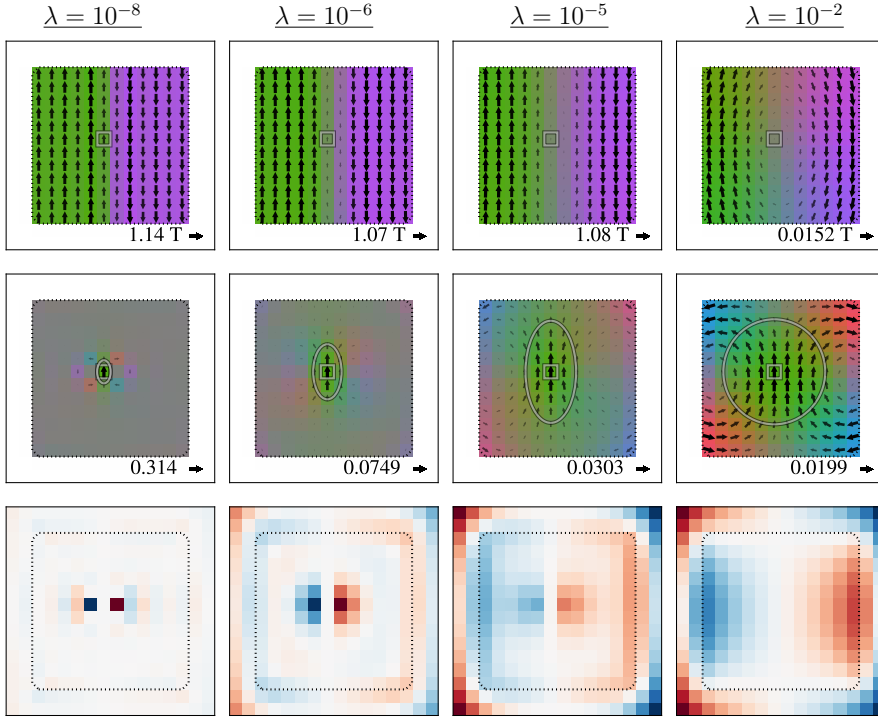 λ = 10⁻⁸ λ = 10⁻⁶ λ = 10⁻⁵ λ = 10⁻²
1.14 T 1.07 T 1.08 T 0.0152 T
0.314 0.0749 0.0303 0.0199